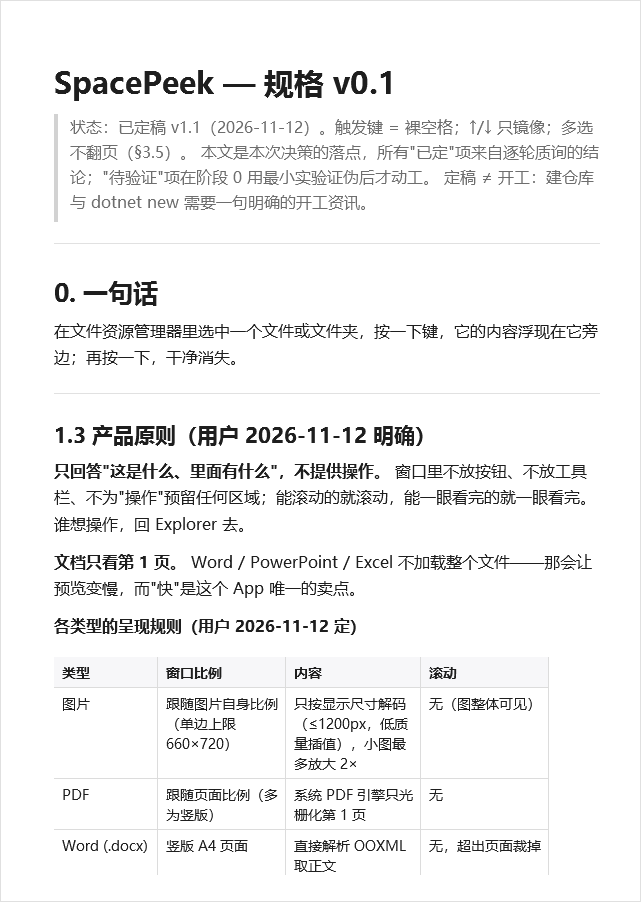 SpacePeek — 规格 v0.1
状态：已定稿 v1.1（2026-11-12）。触发键 = 裸空格；↑/↓ 只镜像；多选
不翻页（§3.5）。 本文是本次决策的落点，所有"已定"项来自逐轮质询的结
论；"待验证"项在阶段 0 用最小实验证伪后才动工。 定稿 ≠ 开工：建仓库
与 dotnet new 需要一句明确的开工资讯。
0. 一句话
在文件资源管理器里选中一个文件或文件夹，按一下键，它的内容浮现在它旁
边；再按一下，干净消失。
1.3 产品原则（用户 2026-11-12 明确）
只回答"这是什么、里面有什么"，不提供操作。 窗口里不放按钮、不放工具
栏、不为"操作"预留任何区域；能滚动的就滚动，能一眼看完的就一眼看完。
谁想操作，回 Explorer 去。
文档只看第 1 页。 Word / PowerPoint / Excel 不加载整个文件——那会让
预览变慢，而"快"是这个 App 唯一的卖点。
各类型的呈现规则（用户 2026-11-12 定）
类型 窗口比例 内容 滚动
图片 跟随图片自身比例 只按显示尺寸解码 无（图整体可见）
（单边上限 （≤1200px，低质
660×720） 量插值），小图最
多放大 2×
PDF 跟随页面比例（多 系统 PDF 引擎只光 无
为竖版） 栅化第 1 页
Word (.docx) 竖版 A4 页面 直接解析 OOXML 无，超出页面裁掉
取正文